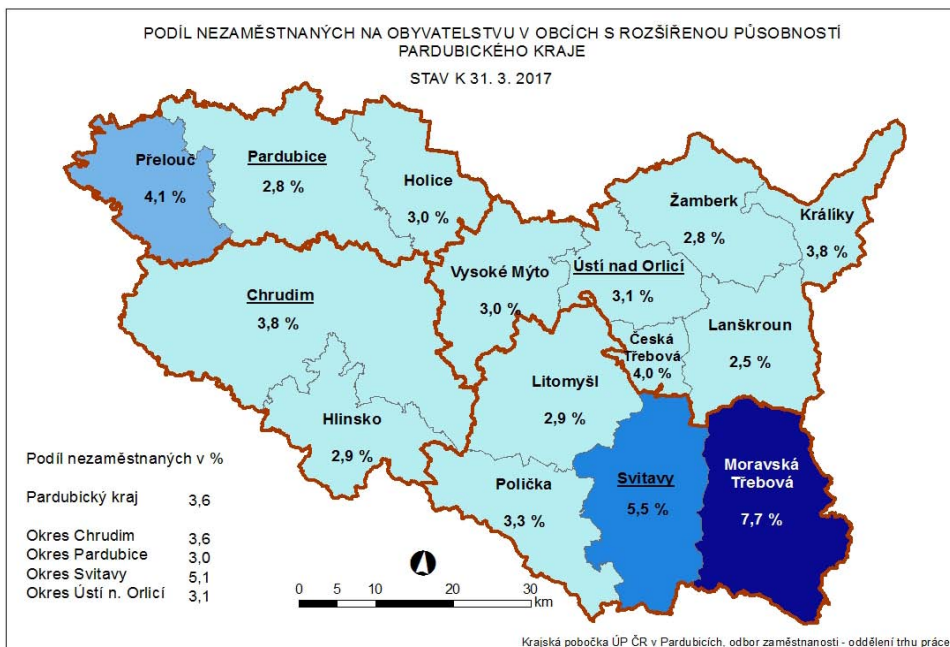 PODÍL NEZAMĚSTNANÝCH NA OBYVATELSTVU V OBCÍCH S ROZŠÍŘENOU PŮSOBNOSTÍ
PARDUBICKÉHO KRAJE
STAV K 31. 3. 2017
Přelouč
4,1 %
Pardubice
2,8 %
Holice
3,0 %
Žamberk
2,8 %
Králíky
3,8 %
Vysoké Mýto
3,0 %
Ústí nad Orlicí
3,1 %
Chrudim
3,8 %
Česká
Třebová
4,0 %
Lanškroun
2,5 %
Litomyšl
2,9 %
Hlinsko
2,9 %
Polička
3,3 %
Svitavy
5,5 %
Moravská
Třebová
7,7 %
Podíl nezaměstnaných v %
Pardubický kraj 3,6
Okres Chrudim 3,6
Okres Pardubice 3,0
Okres Svitavy 5,1
Okres Ústí n. Orlicí 3,1
0 5 10 20 30
km
Krajská pobočka ÚP ČR v Pardubicích, odbor zaměstnanosti - oddělení trhu práce